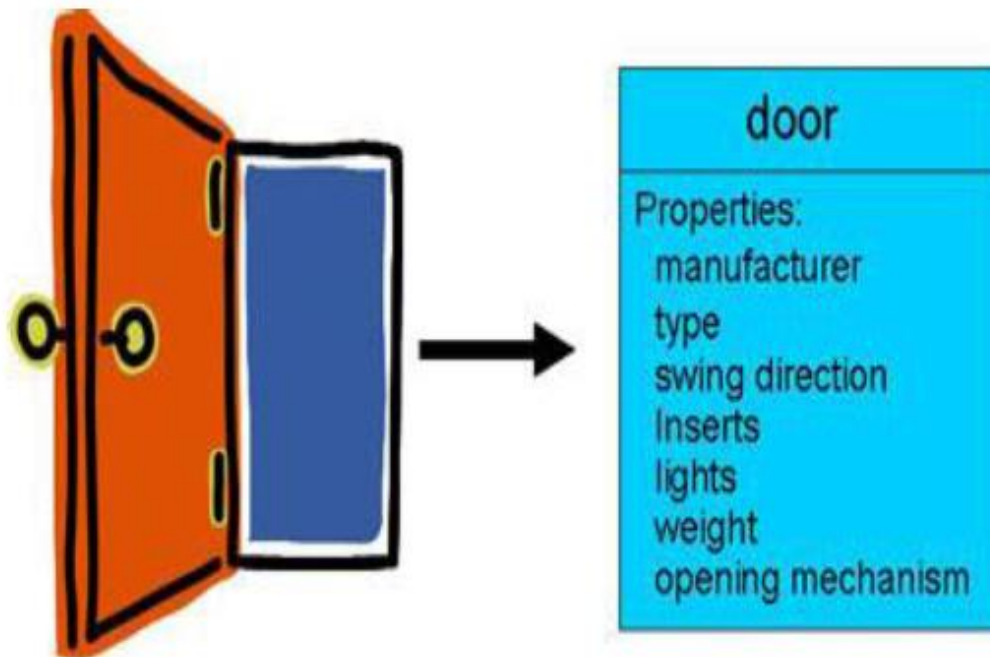 door
Properties:
manufacturer
type
swing direction
Inserts
lights
weight
opening mechanism